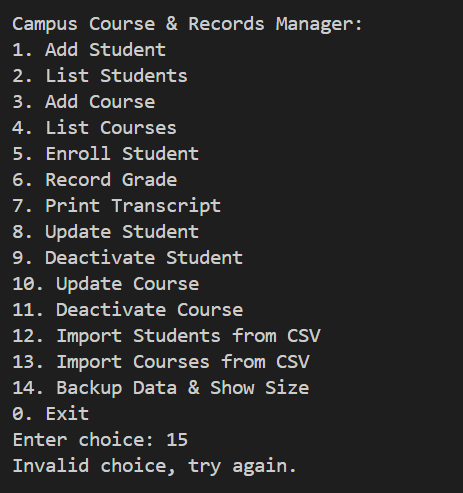 Campus Course & Records Manager:
1. Add Student
2. List Students
3. Add Course
4. List Courses
5. Enroll Student
6. Record Grade
7. Print Transcript
8. Update Student
9. Deactivate Student
10. Update Course
11. Deactivate Course
12. Import Students from CSV
13. Import Courses from CSV
14. Backup Data & Show Size
0. Exit
Enter choice: 15
Invalid choice, try again.